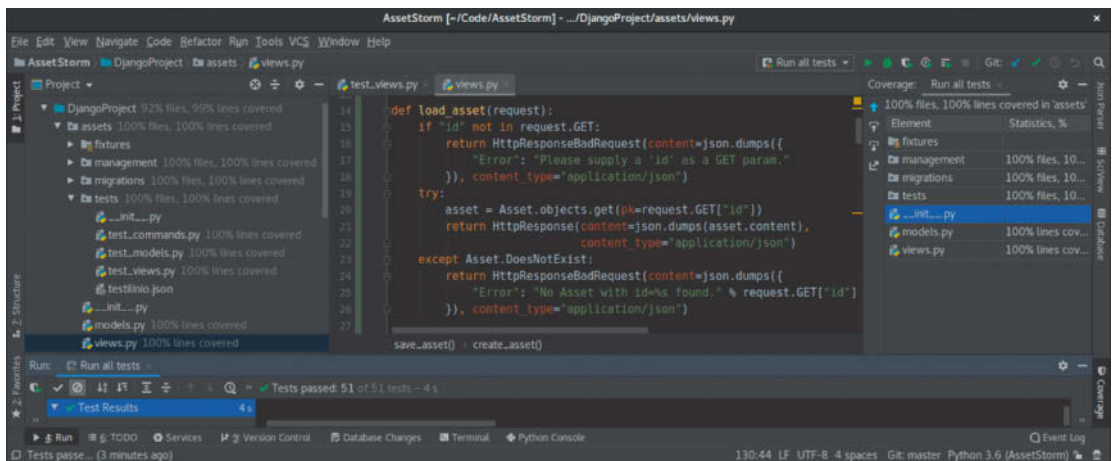 AssetStorm [~/Code/AssetStorm] - .../DjangoProject/assets/views.py
File Edit View Navigate Code Refactor Run Tools VCS Window Help
AssetStorm DjangoProject assets views.py Run all tests Git:
1: Project
Project
DjangoProject 92% files, 99% lines covered
assets 100% files, 100% lines covered
fixtures
management 100% files, 100% lines covered
migrations 100% files, 100% lines covered
tests 100% files, 100% lines covered
__init__.py
test_commands.py 100% lines covered
test_models.py 100% lines covered
test_views.py 100% lines covered
testilinio.json
__init__.py
models.py 100% lines covered
views.py 100% lines covered
test_views.py views.py
14 def load_asset(request):
15 if "id" not in request.GET:
16 return HttpResponseBadRequest(content=json.dumps({
17 "Error": "Please supply a 'id' as a GET param."
18 }), content_type="application/json")
19 try:
20 asset = Asset.objects.get(pk=request.GET["id"])
21 return HttpResponse(content=json.dumps(asset.content),
22 content_type="application/json")
23 except Asset.DoesNotExist:
24 return HttpResponseBadRequest(content=json.dumps({
25 "Error": "No Asset with id=%s found." % request.GET["id"]
26 }), content_type="application/json")
27
save_asset() create_asset()
Coverage: Run all tests
100% files, 100% lines covered in 'assets'
Element Statistics, %
fixtures
management 100% files, 10...
migrations 100% files, 10...
tests 100% files, 10...
__init__.py
models.py 100% lines cov...
views.py 100% lines cov...
Json Parser
SciView
Database
Coverage
2: Structure
2: Favorites
Run: Run all tests
Tests passed: 51 of 51 tests – 4 s
Test Results 4 s
4: Run 6: TODO Services 9: Version Control Database Changes Terminal Python Console Event Log
Tests passe... (3 minutes ago) 130:44 LF UTF-8 4 spaces Git: master Python 3.6 (AssetStorm)